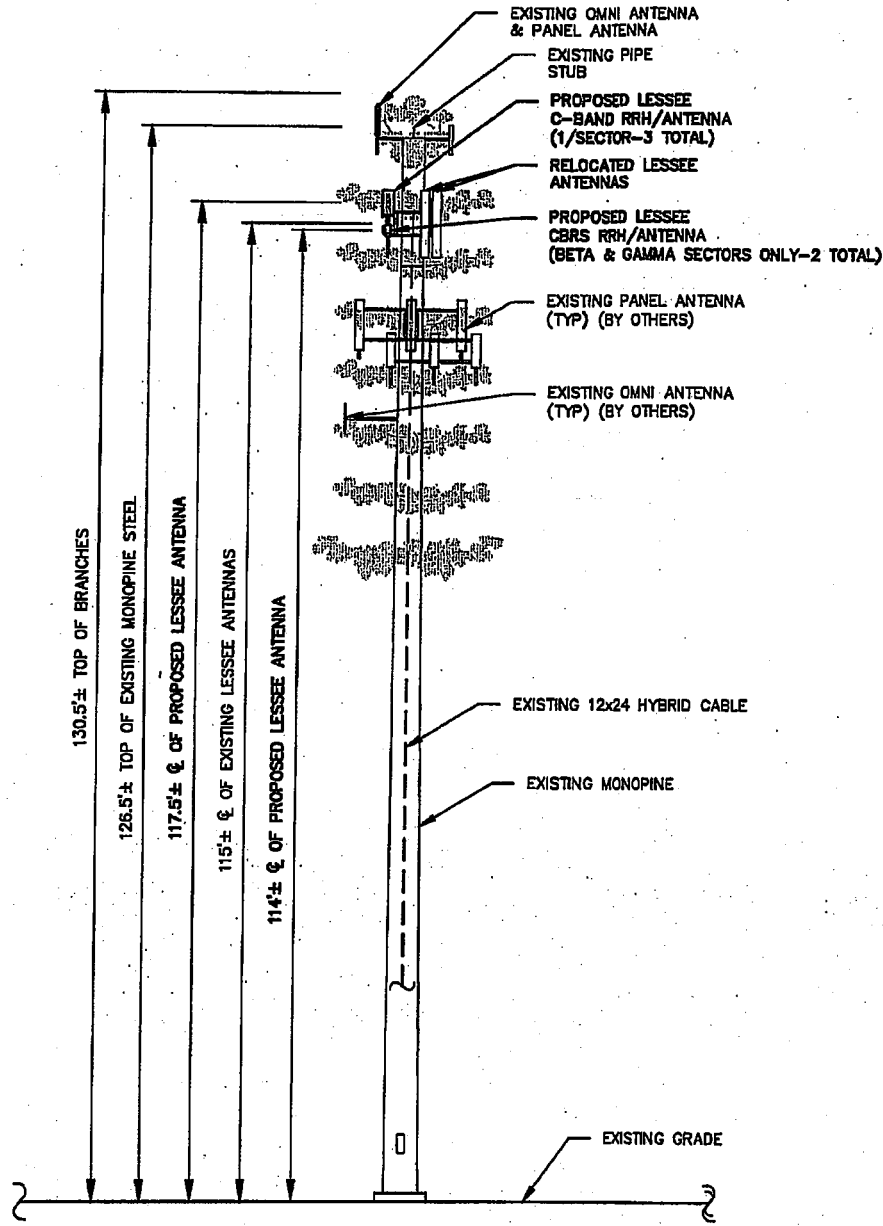 EXISTING OMNI ANTENNA
& PANEL ANTENNA
EXISTING PIPE
STUB
PROPOSED LESSEE
C-BAND RRH/ANTENNA
(1/SECTOR-3 TOTAL)
RELOCATED LESSEE
ANTENNAS
PROPOSED LESSEE
CBRS RRH/ANTENNA
(BETA & GAMMA SECTORS ONLY-2 TOTAL)
EXISTING PANEL ANTENNA
(TYP) (BY OTHERS)
EXISTING OMNI ANTENNA
(TYP) (BY OTHERS)
130.5'± TOP OF BRANCHES
126.5'± TOP OF EXISTING MONOPINE STEEL
117.5'± ℄ OF PROPOSED LESSEE ANTENNA
115'± ℄ OF EXISTING LESSEE ANTENNAS
114'± ℄ OF PROPOSED LESSEE ANTENNA
EXISTING 12x24 HYBRID CABLE
EXISTING MONOPINE
EXISTING GRADE